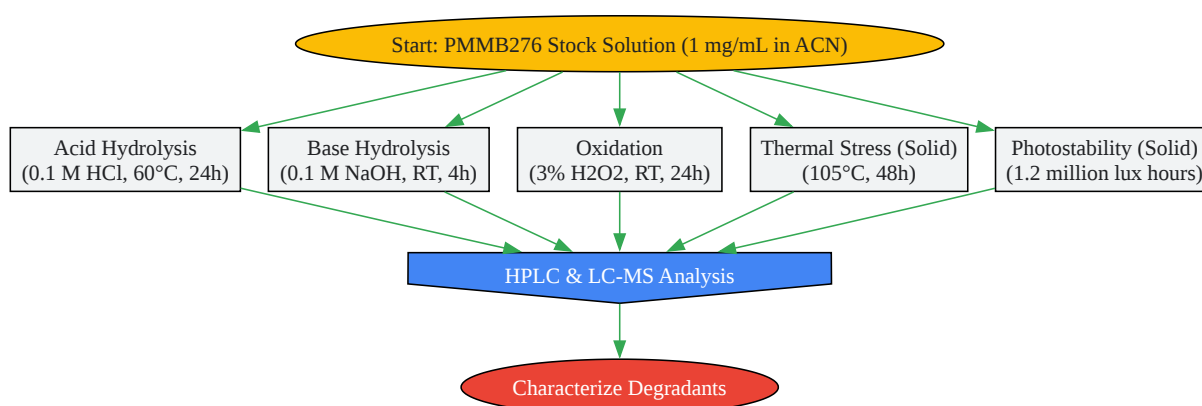 Start: PMMB276 Stock Solution (1 mg/mL in ACN)
Acid Hydrolysis
(0.1 M HCl, 60°C, 24h)
Base Hydrolysis
(0.1 M NaOH, RT, 4h)
Oxidation
(3% H2O2, RT, 24h)
Thermal Stress (Solid)
(105°C, 48h)
Photostability (Solid)
(1.2 million lux hours)
HPLC & LC-MS Analysis
Characterize Degradants